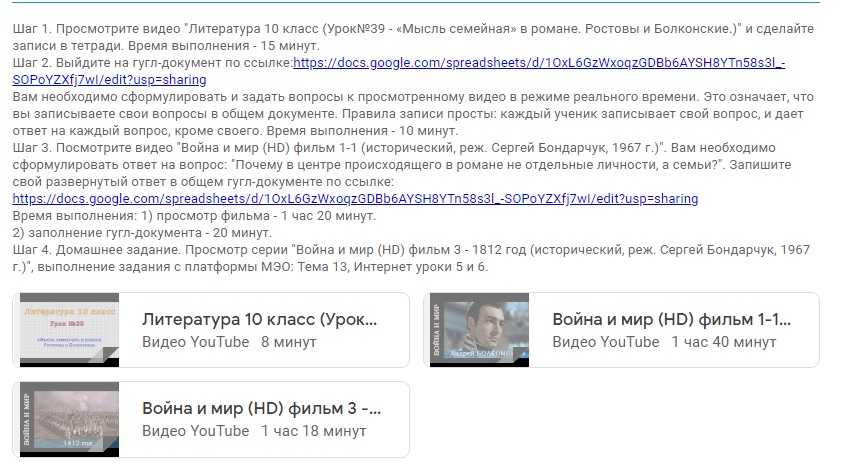 Шаг 1. Просмотрите видео "Литература 10 класс (Урок№39 - «Мысль семейная» в романе. Ростовы и Болконские.)" и сделайте
записи в тетради. Время выполнения - 15 минут.
Шаг 2. Выйдите на гугл-документ по ссылке:https://docs.google.com/spreadsheets/d/1OxL6GzWxoqzGDBb6AYSH8YTn58s3l_-
SOPoYZXfj7wI/edit?usp=sharing
Вам необходимо сформулировать и задать вопросы к просмотренному видео в режиме реального времени. Это означает, что
вы записываете свои вопросы в общем документе. Правила записи просты: каждый ученик записывает свой вопрос, и дает
ответ на каждый вопрос, кроме своего. Время выполнения - 10 минут.
Шаг 3. Посмотрите видео "Война и мир (HD) фильм 1-1 (исторический, реж. Сергей Бондарчук, 1967 г.)". Вам необходимо
сформулировать ответ на вопрос: "Почему в центре происходящего в романе не отдельные личности, а семьи?". Запишите
свой развернутый ответ в общем гугл-документе по ссылке:
https://docs.google.com/spreadsheets/d/1OxL6GzWxoqzGDBb6AYSH8YTn58s3l_-SOPoYZXfj7wI/edit?usp=sharing
Время выполнения: 1) просмотр фильма - 1 час 20 минут.
2) заполнение гугл-документа - 20 минут.
Шаг 4. Домашнее задание. Просмотр серии "Война и мир (HD) фильм 3 - 1812 год (исторический, реж. Сергей Бондарчук, 1967
г.)", выполнение задания с платформы МЭО: Тема 13, Интернет уроки 5 и 6.
Литература 10 класс
Урок №39
«Мысль семейная» в романе
Ростовы и Болконские.
Литература 10 класс (Урок...
Видео YouTube 8 минут
ВОЙНА И МИР
Андрей БОЛКОНСКИЙ
Война и мир (HD) фильм 1-1...
Видео YouTube 1 час 40 минут
ВОЙНА И МИР
1812 год
Война и мир (HD) фильм 3 -...
Видео YouTube 1 час 18 минут